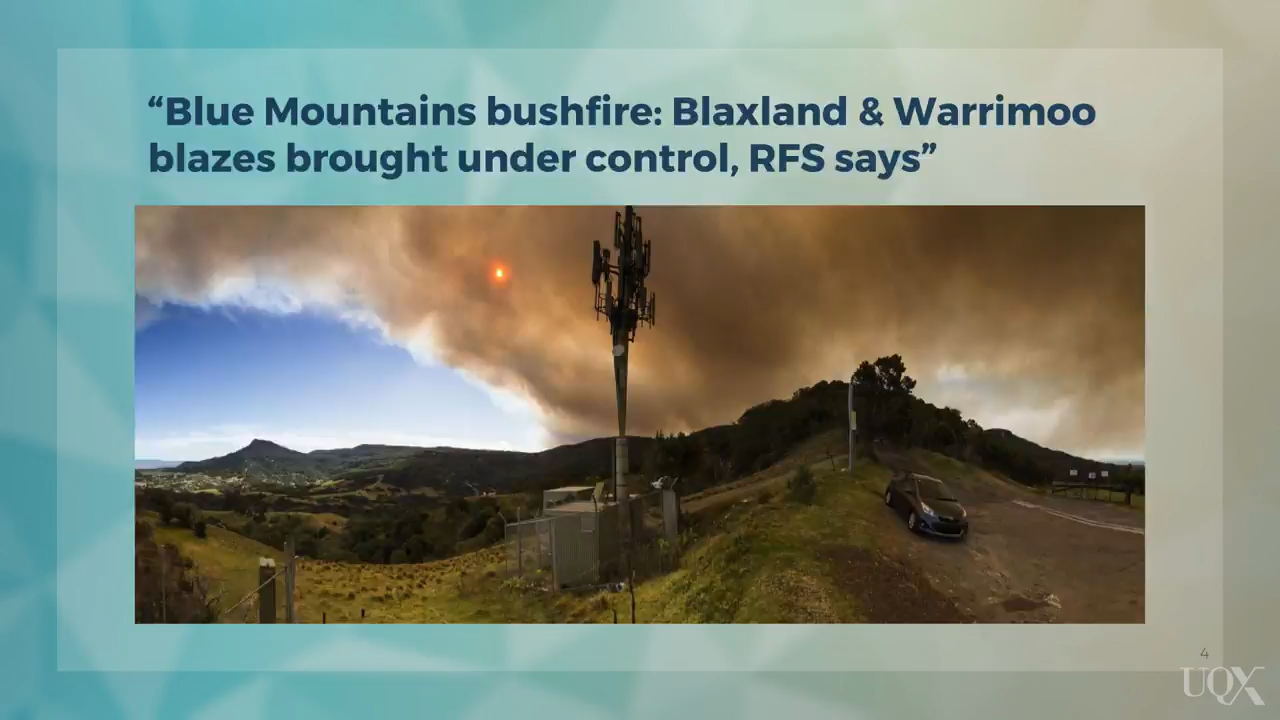 “Blue Mountains bushfire: Blaxland & Warrimoo
blazes brought under control, RFS says”
4
UQX